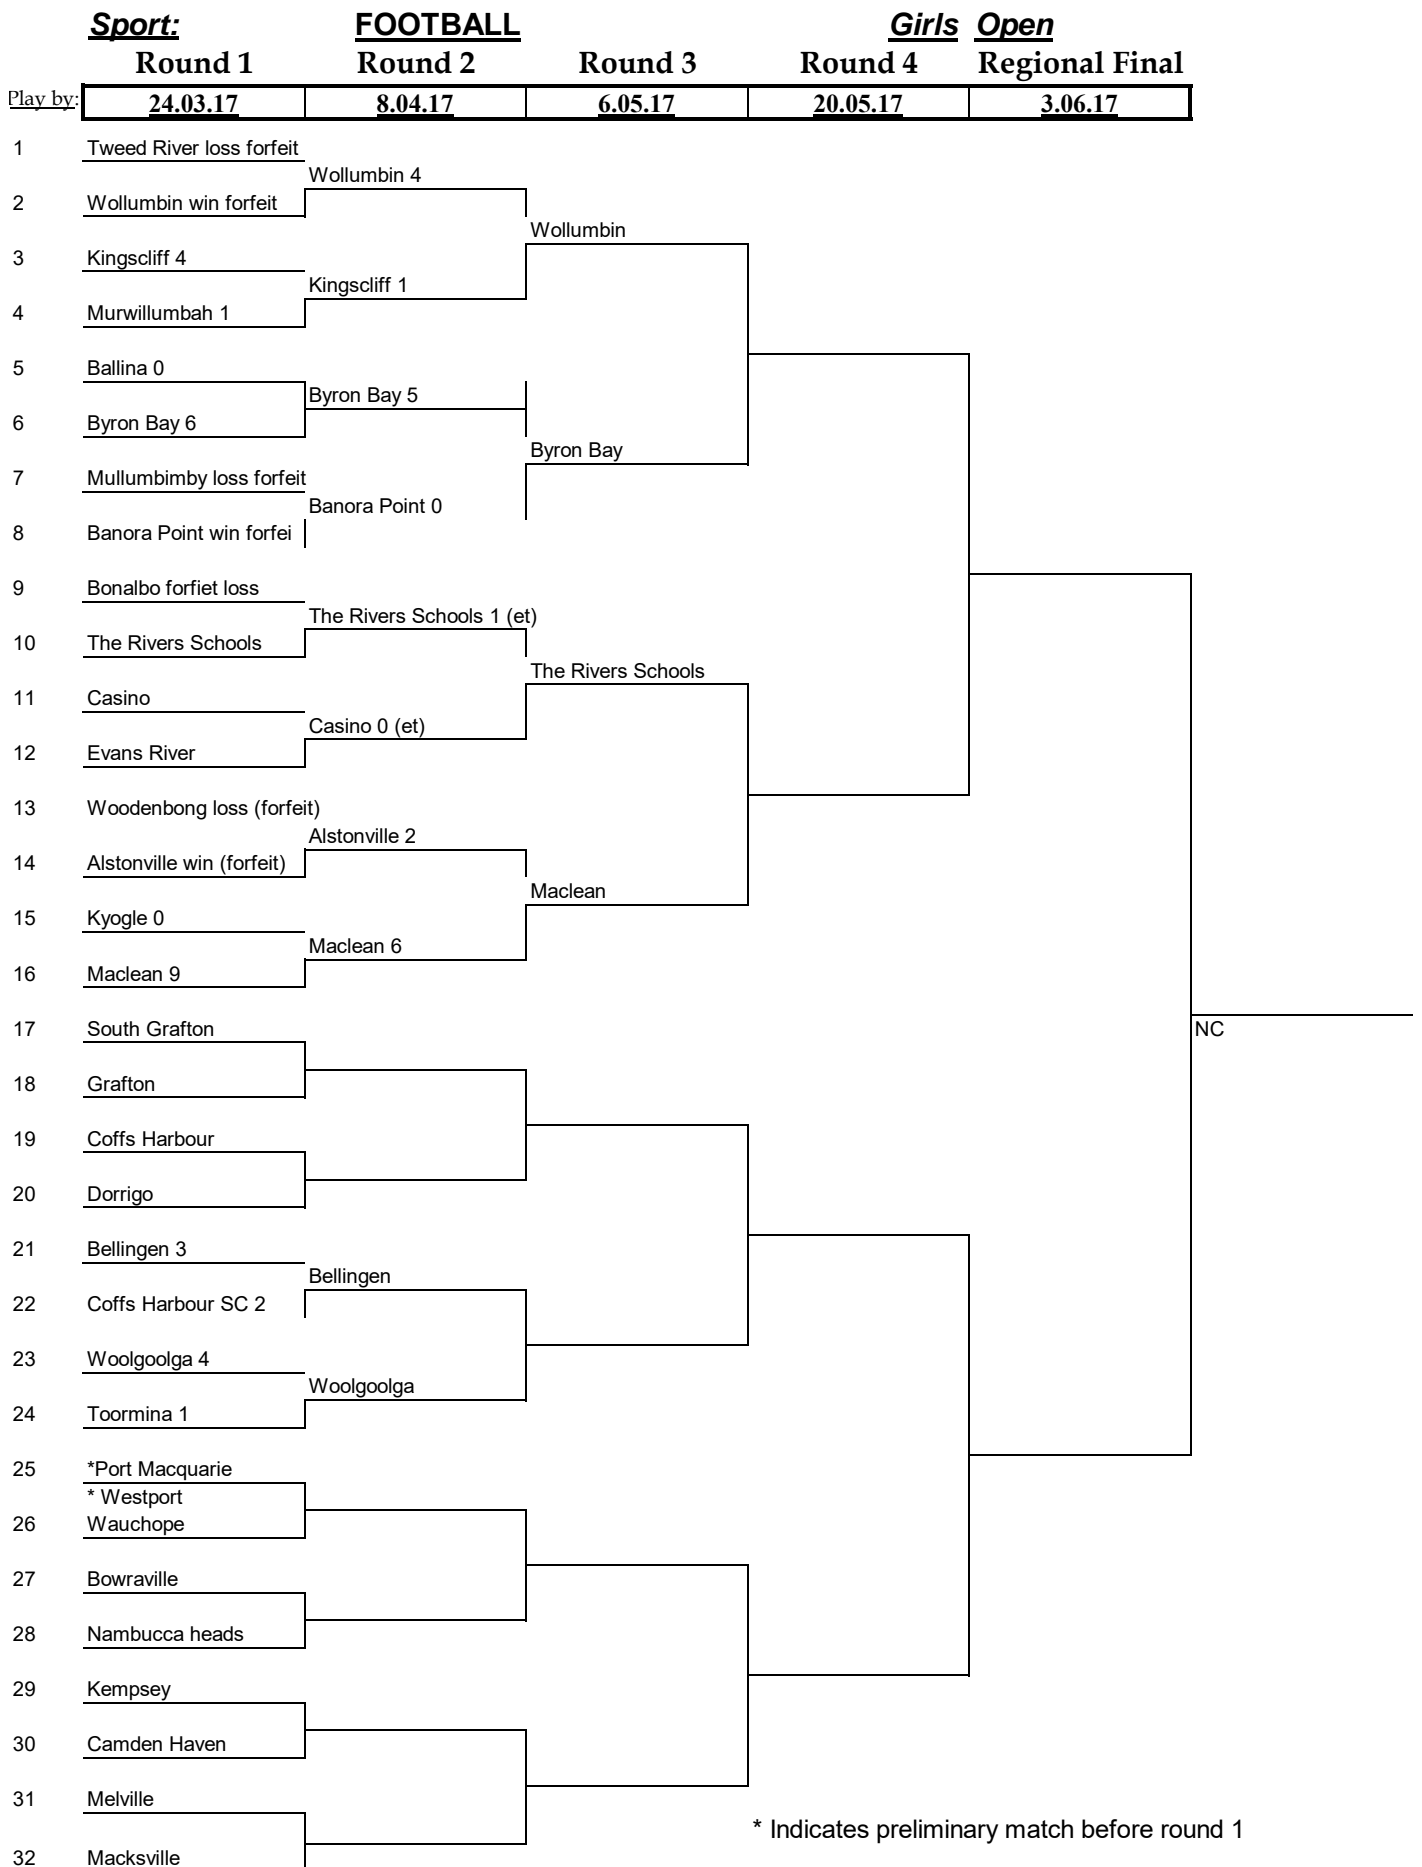 Sport: FOOTBALL Girls Open
Round 1 Round 2 Round 3 Round 4 Regional Final
Play by: 24.03.17 8.04.17 6.05.17 20.05.17 3.06.17
1 Tweed River loss forfeit
Wollumbin 4
2 Wollumbin win forfeit
Wollumbin
3 Kingscliff 4
Kingscliff 1
4 Murwillumbah 1
5 Ballina 0
Byron Bay 5
6 Byron Bay 6
Byron Bay
7 Mullumbimby loss forfeit
Banora Point 0
8 Banora Point win forfei
9 Bonalbo forfiet loss
The Rivers Schools 1 (et)
10 The Rivers Schools
The Rivers Schools
11 Casino
Casino 0 (et)
12 Evans River
13 Woodenbong loss (forfeit)
Alstonville 2
14 Alstonville win (forfeit)
Maclean
15 Kyogle 0
Maclean 6
16 Maclean 9
17 South Grafton
NC
18 Grafton
19 Coffs Harbour
20 Dorrigo
21 Bellingen 3
Bellingen
22 Coffs Harbour SC 2
23 Woolgoolga 4
Woolgoolga
24 Toormina 1
25 *Port Macquarie
* Westport
26 Wauchope
27 Bowraville
28 Nambucca heads
29 Kempsey
30 Camden Haven
31 Melville
* Indicates preliminary match before round 1
32 Macksville